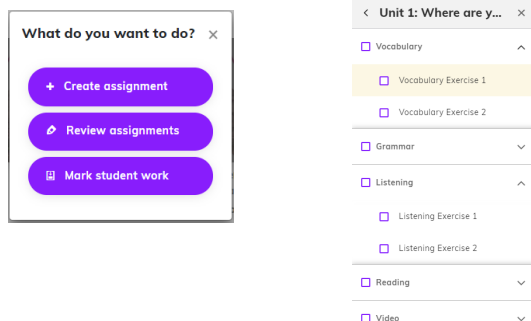 What do you want to do?
Create assignment
Review assignments
Mark student work
Unit 1: Where are y...
Vocabulary
Vocabulary Exercise 1
Vocabulary Exercise 2
Grammar
Listening
Listening Exercise 1
Listening Exercise 2
Reading
Video